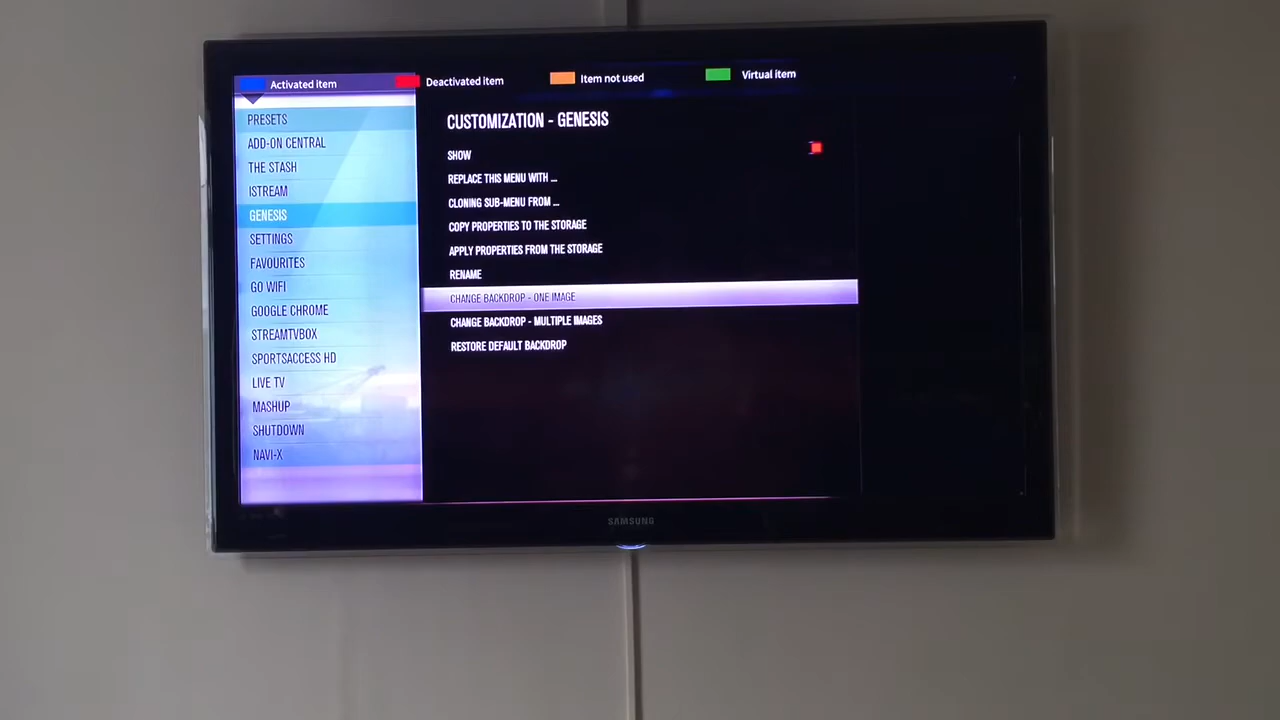 Activated item
Deactivated item
Item not used
Virtual item
PRESETS
ADD-ON CENTRAL
THE STASH
ISTREAM
GENESIS
SETTINGS
FAVOURITES
GO WIFI
GOOGLE CHROME
STREAMTVBOX
SPORTSACCESS HD
LIVE TV
MASHUP
SHUTDOWN
NAVI-X
CUSTOMIZATION - GENESIS
SHOW
REPLACE THIS MENU WITH ...
CLONING SUB-MENU FROM ...
COPY PROPERTIES TO THE STORAGE
APPLY PROPERTIES FROM THE STORAGE
RENAME
CHANGE BACKDROP - ONE IMAGE
CHANGE BACKDROP - MULTIPLE IMAGES
RESTORE DEFAULT BACKDROP
SAMSUNG